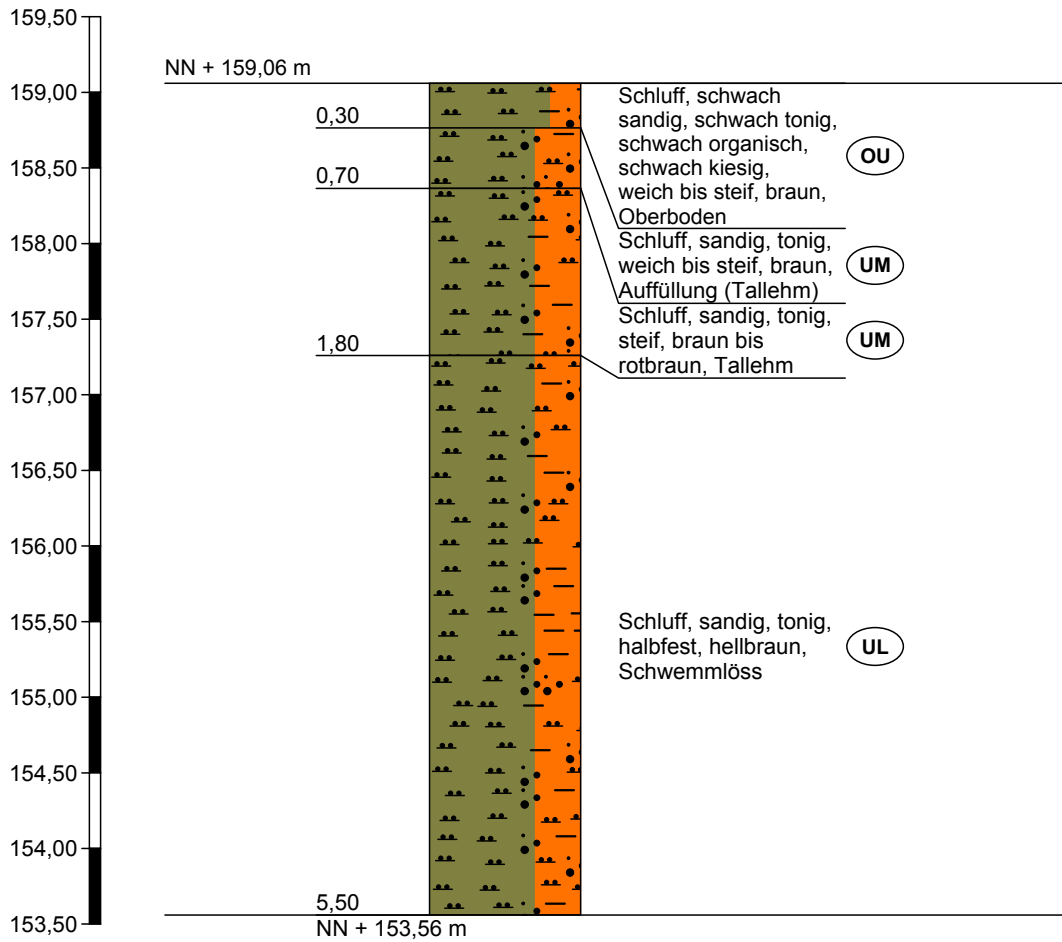 159,50
159,00
158,50
158,00
157,50
157,00
156,50
156,00
155,50
155,00
154,50
154,00
153,50
NN + 159,06 m
0,30
0,70
1,80
5,50
NN + 153,56 m
Schluff, schwach
sandig, schwach tonig,
schwach organisch,
schwach kiesig,
weich bis steif, braun,
Oberboden
OU
Schluff, sandig, tonig,
weich bis steif, braun,
Auffüllung (Tallehm)
UM
Schluff, sandig, tonig,
steif, braun bis
rotbraun, Tallehm
UM
Schluff, sandig, tonig,
halbfest, hellbraun,
Schwemmlöss
UL